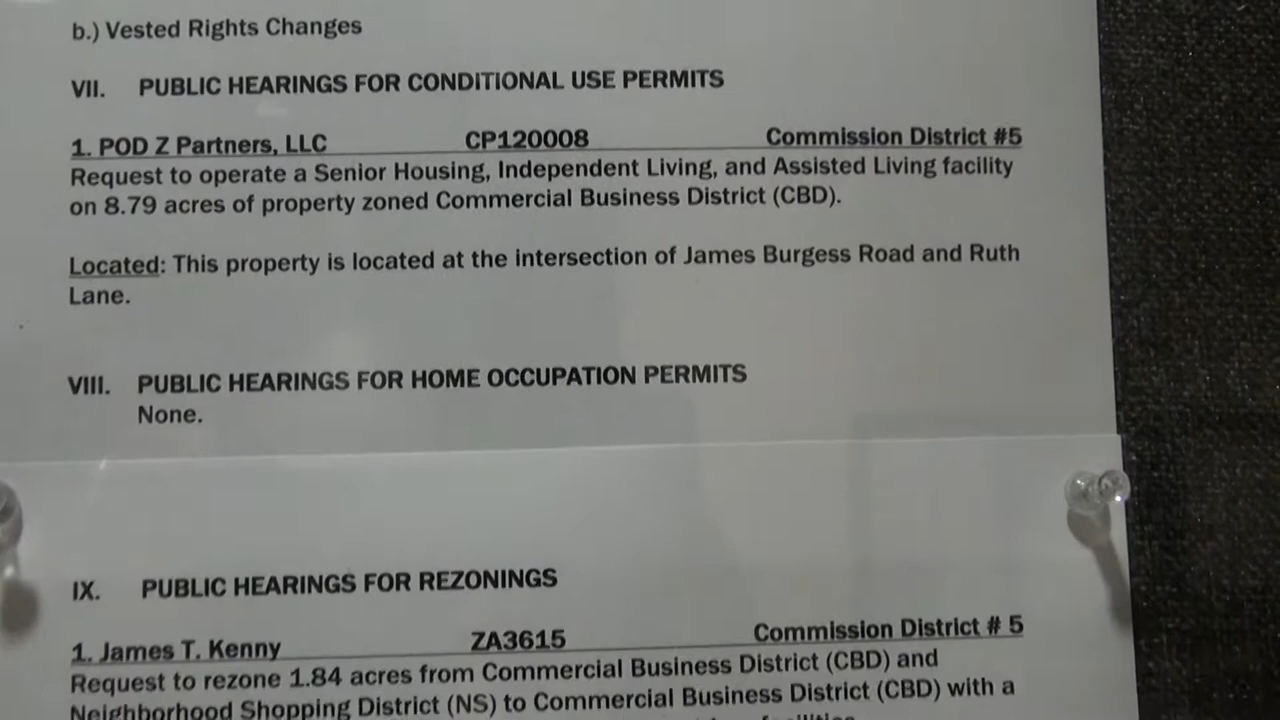 b.) Vested Rights Changes
VII. PUBLIC HEARINGS FOR CONDITIONAL USE PERMITS
1. POD Z Partners, LLC CP120008 Commission District #5
Request to operate a Senior Housing, Independent Living, and Assisted Living facility
on 8.79 acres of property zoned Commercial Business District (CBD).
Located: This property is located at the intersection of James Burgess Road and Ruth
Lane.
VIII. PUBLIC HEARINGS FOR HOME OCCUPATION PERMITS
None.
IX. PUBLIC HEARINGS FOR REZONINGS
1. James T. Kenny ZA3615 Commission District # 5
Request to rezone 1.84 acres from Commercial Business District (CBD) and
Neighborhood Shopping District (NS) to Commercial Business District (CBD) with a